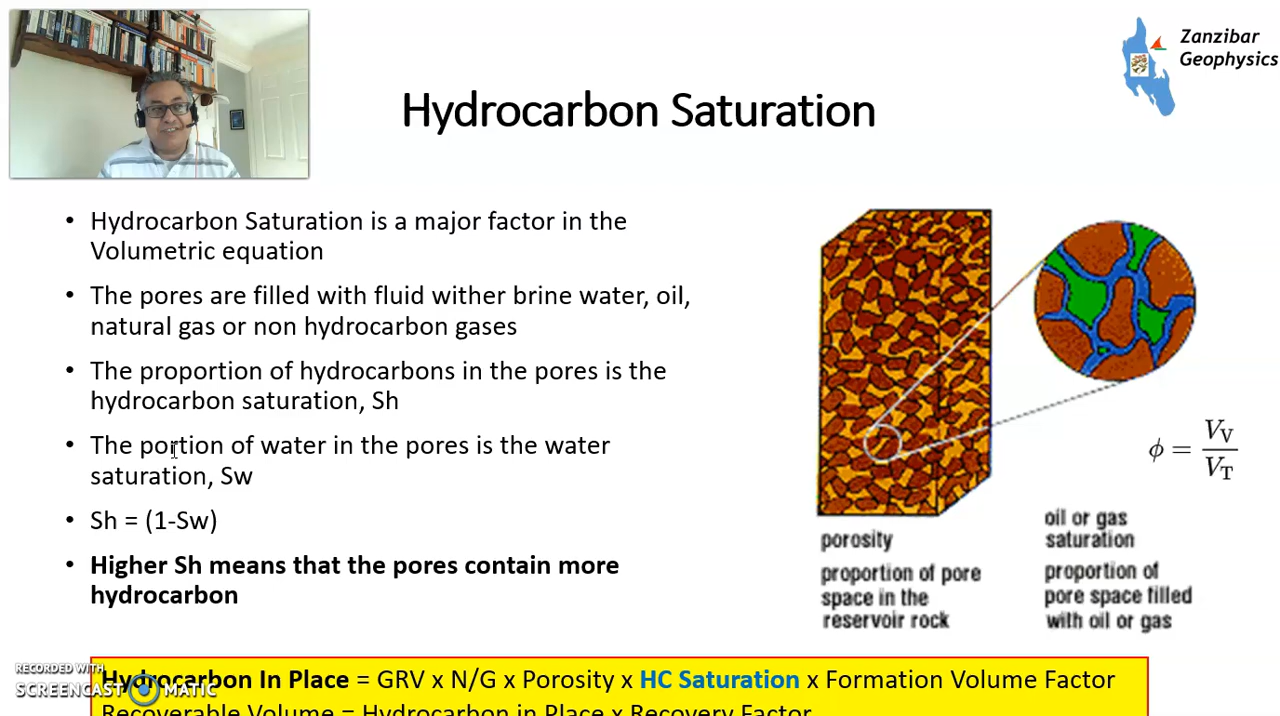 Zanzibar
Geophysics
Hydrocarbon Saturation
• Hydrocarbon Saturation is a major factor in the
Volumetric equation
• The pores are filled with fluid wither brine water, oil,
natural gas or non hydrocarbon gases
• The proportion of hydrocarbons in the pores is the
hydrocarbon saturation, Sh
• The portion of water in the pores is the water
saturation, Sw
• Sh = (1-Sw)
• Higher Sh means that the pores contain more
hydrocarbon
ϕ = V_V / V_T
porosity
proportion of pore
space in the
reservoir rock
oil or gas
saturation
proportion of
pore space filled
with oil or gas
Hydrocarbon In Place = GRV x N/G x Porosity x HC Saturation x Formation Volume Factor
Recoverable Volume = Hydrocarbon in Place x Recovery Factor
RECORDED WITH
SCREENCAST MATIC